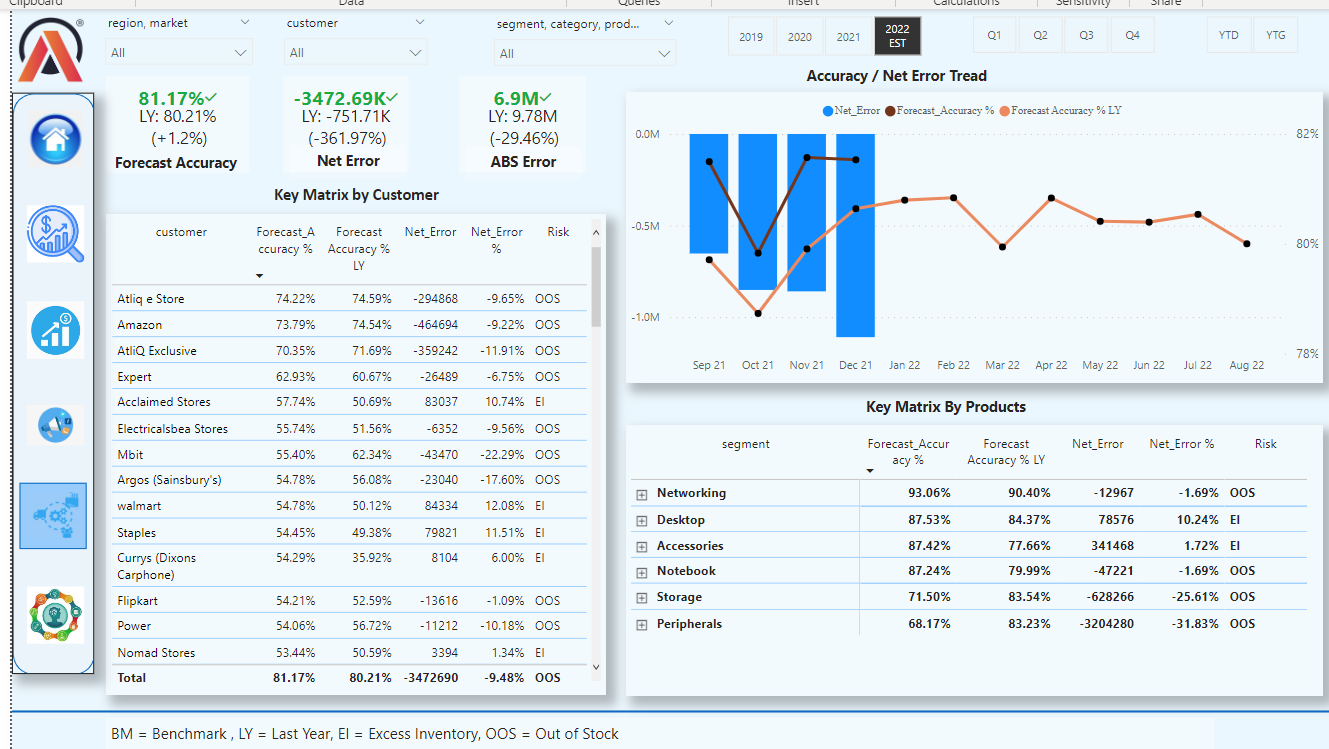 Clipboard Data Queries Insert Calculations Sensitivity Share
region, market customer segment, category, prod...
All All All
2019 2020 2021 2022 EST Q1 Q2 Q3 Q4 YTD YTG
81.17%✓
LY: 80.21%
(+1.2%)
Forecast Accuracy
-3472.69K✓
LY: -751.71K
(-361.97%)
Net Error
6.9M✓
LY: 9.78M
(-29.46%)
ABS Error
Accuracy / Net Error Tread
Net_Error Forecast_Accuracy % Forecast Accuracy % LY
0.0M 82%
-0.5M 80%
-1.0M 78%
Sep 21 Oct 21 Nov 21 Dec 21 Jan 22 Feb 22 Mar 22 Apr 22 May 22 Jun 22 Jul 22 Aug 22
Key Matrix by Customer
customer Forecast_A Forecast Net_Error Net_Error Risk
ccuracy % Accuracy % %
LY
Atliq e Store 74.22% 74.59% -294868 -9.65% OOS
Amazon 73.79% 74.54% -464694 -9.22% OOS
AtliQ Exclusive 70.35% 71.69% -359242 -11.91% OOS
Expert 62.93% 60.67% -26489 -6.75% OOS
Acclaimed Stores 57.74% 50.69% 83037 10.74% EI
Electricalsbea Stores 55.74% 51.56% -6352 -9.56% OOS
Mbit 55.40% 62.34% -43470 -22.29% OOS
Argos (Sainsbury's) 54.78% 56.08% -23040 -17.60% OOS
walmart 54.78% 50.12% 84334 12.08% EI
Staples 54.45% 49.38% 79821 11.51% EI
Currys (Dixons 54.29% 35.92% 8104 6.00% EI
Carphone)
Flipkart 54.21% 52.59% -13616 -1.09% OOS
Power 54.06% 56.72% -11212 -10.18% OOS
Nomad Stores 53.44% 50.59% 3394 1.34% EI
Total 81.17% 80.21% -3472690 -9.48% OOS
Key Matrix By Products
segment Forecast_Accur Forecast Net_Error Net_Error % Risk
acy % Accuracy % LY
Networking 93.06% 90.40% -12967 -1.69% OOS
Desktop 87.53% 84.37% 78576 10.24% EI
Accessories 87.42% 77.66% 341468 1.72% EI
Notebook 87.24% 79.99% -47221 -1.69% OOS
Storage 71.50% 83.54% -628266 -25.61% OOS
Peripherals 68.17% 83.23% -3204280 -31.83% OOS
BM = Benchmark , LY = Last Year, EI = Excess Inventory, OOS = Out of Stock